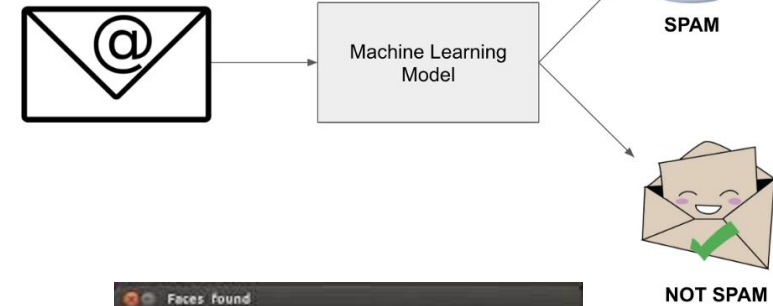 SPAM
@
Machine Learning
Model
NOT SPAM
Faces found